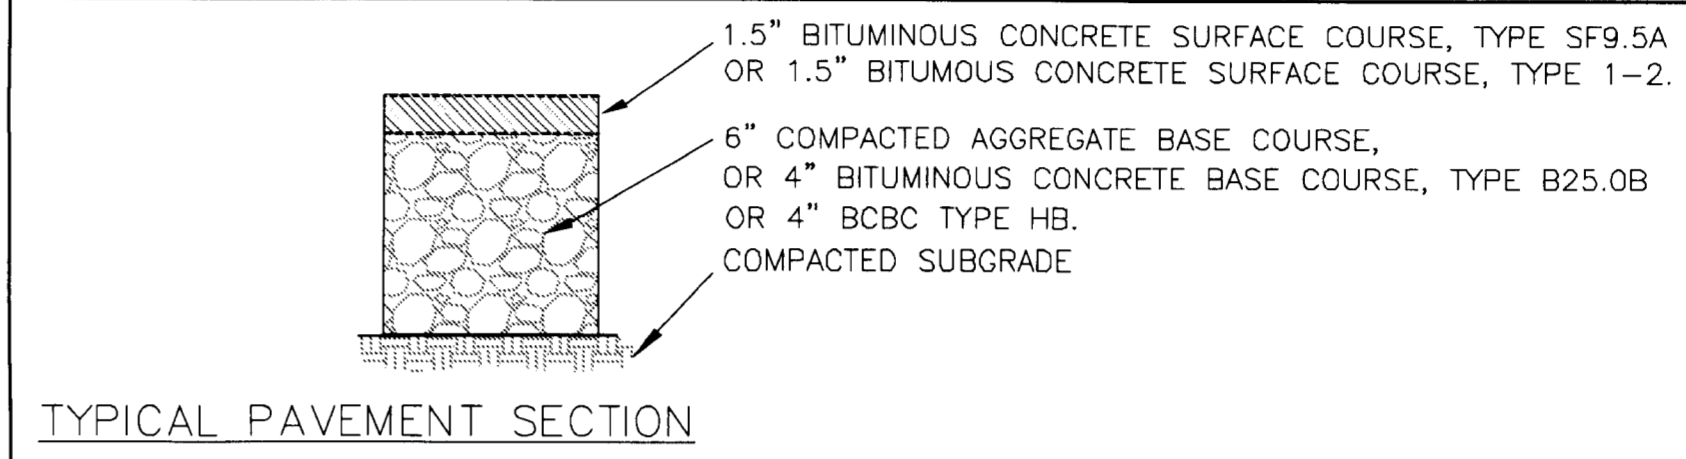 1.5" BITUMINOUS CONCRETE SURFACE COURSE, TYPE SF9.5A
OR 1.5" BITUMOUS CONCRETE SURFACE COURSE, TYPE 1-2.
6" COMPACTED AGGREGATE BASE COURSE,
OR 4" BITUMINOUS CONCRETE BASE COURSE, TYPE B25.0B
OR 4" BCBC TYPE HB.
COMPACTED SUBGRADE
TYPICAL PAVEMENT SECTION